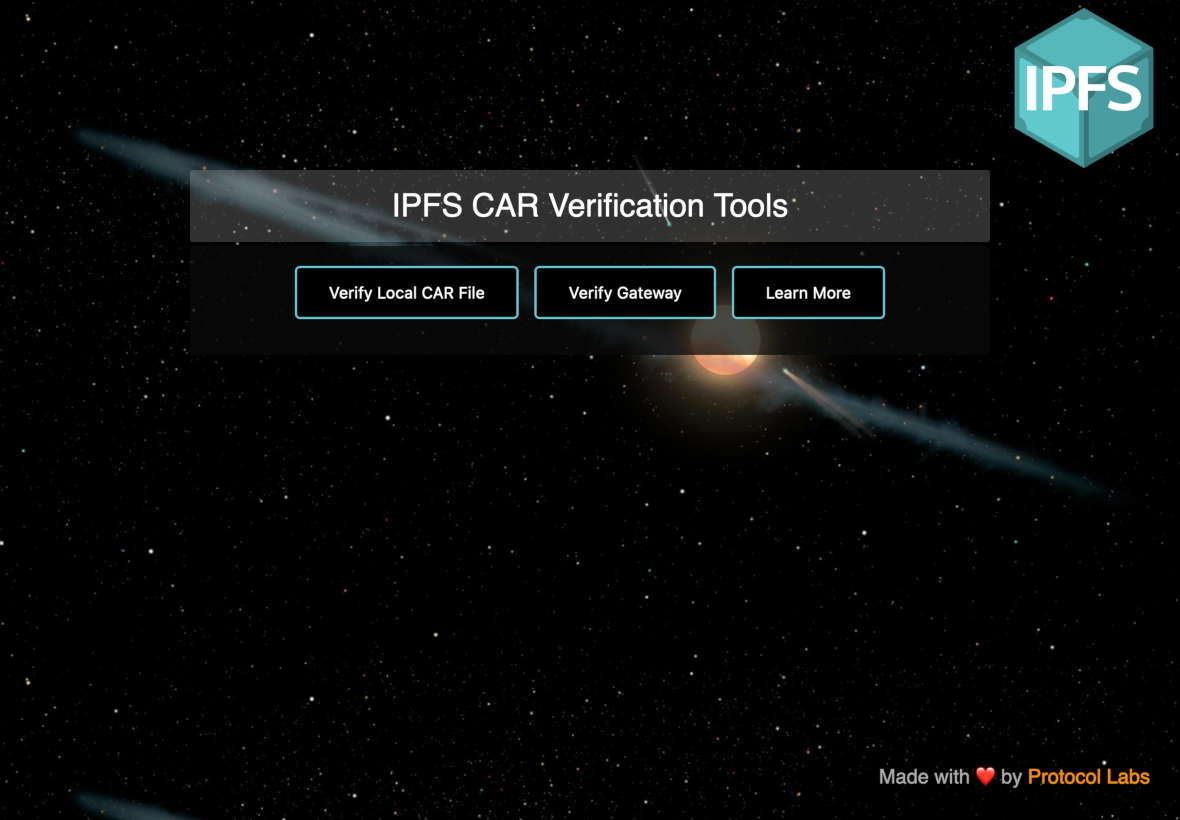 IPFS
IPFS CAR Verification Tools
Verify Local CAR File
Verify Gateway
Learn More
Made with ❤️ by Protocol Labs